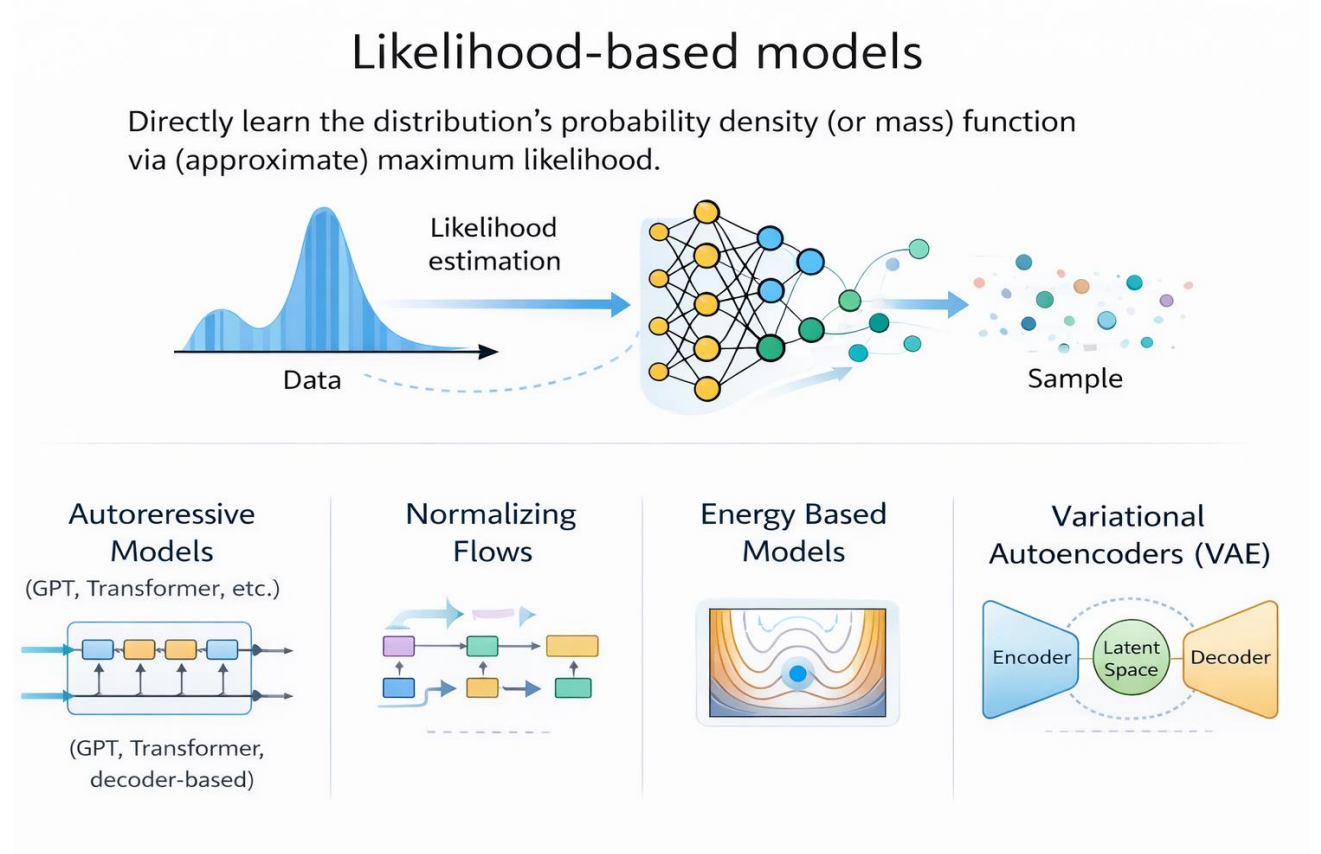 Likelihood-based models
Directly learn the distribution’s probability density (or mass) function
via (approximate) maximum likelihood.
Likelihood
estimation
Data
Sample
Autoreressive
Models
(GPT, Transformer, etc.)
(GPT, Transformer,
decoder-based)
Normalizing
Flows
Energy Based
Models
Variational
Autoencoders (VAE)
Encoder
Latent
Space
Decoder